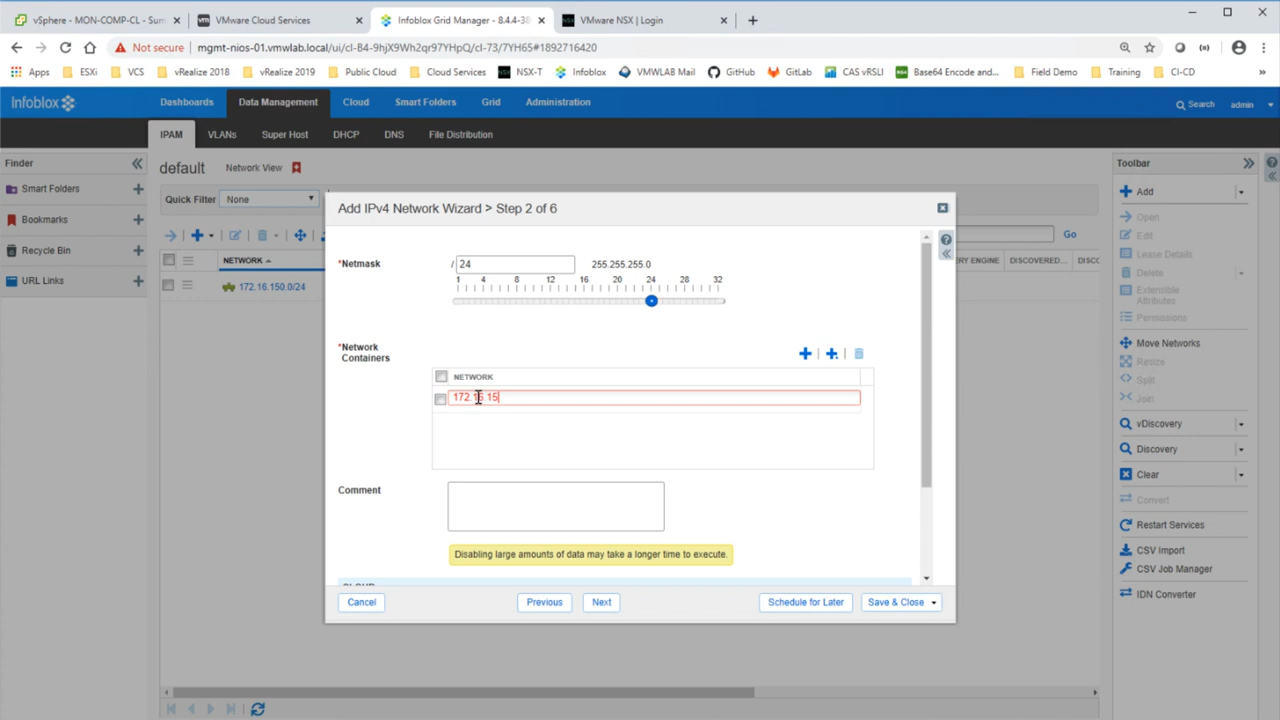 vSphere - MON-COMP-CL - Sum
VMware Cloud Services
Infoblox Grid Manager - 8.4.4-38
VMware NSX | Login
Not secure | mgmt-nios-01.vmwlab.local/ui/cI-B4-9hjX9Wh2qr97YHpQ/cI-73/7YH65#1892716420
Apps ESXi VCS vRealize 2018 vRealize 2019 Public Cloud Cloud Services NSX-T Infoblox VMWLAB Mail GitHub GitLab CAS vRSLI Base64 Encode and... Field Demo Training CI-CD »
Infoblox Dashboards Data Management Cloud Smart Folders Grid Administration Search admin
IPAM VLANs Super Host DHCP DNS File Distribution
Finder
Smart Folders
Bookmarks
Recycle Bin
URL Links
default Network View
Quick Filter None
Go
NETWORK
DISCOVERED...
172.16.150.0/24
Add IPv4 Network Wizard > Step 2 of 6
*Netmask / 24 255.255.255.0
1 4 8 12 16 20 24 28 32
*Network
Containers
NETWORK
Comment
Disabling large amounts of data may take a longer time to execute.
Cancel Previous Next Schedule for Later Save & Close
Toolbar
Add
Open
Edit
Lease Details
Delete
Extensible
Attributes
Permissions
Move Networks
Resize
Split
Join
vDiscovery
Discovery
Clear
Convert
Restart Services
CSV Import
CSV Job Manager
IDN Converter